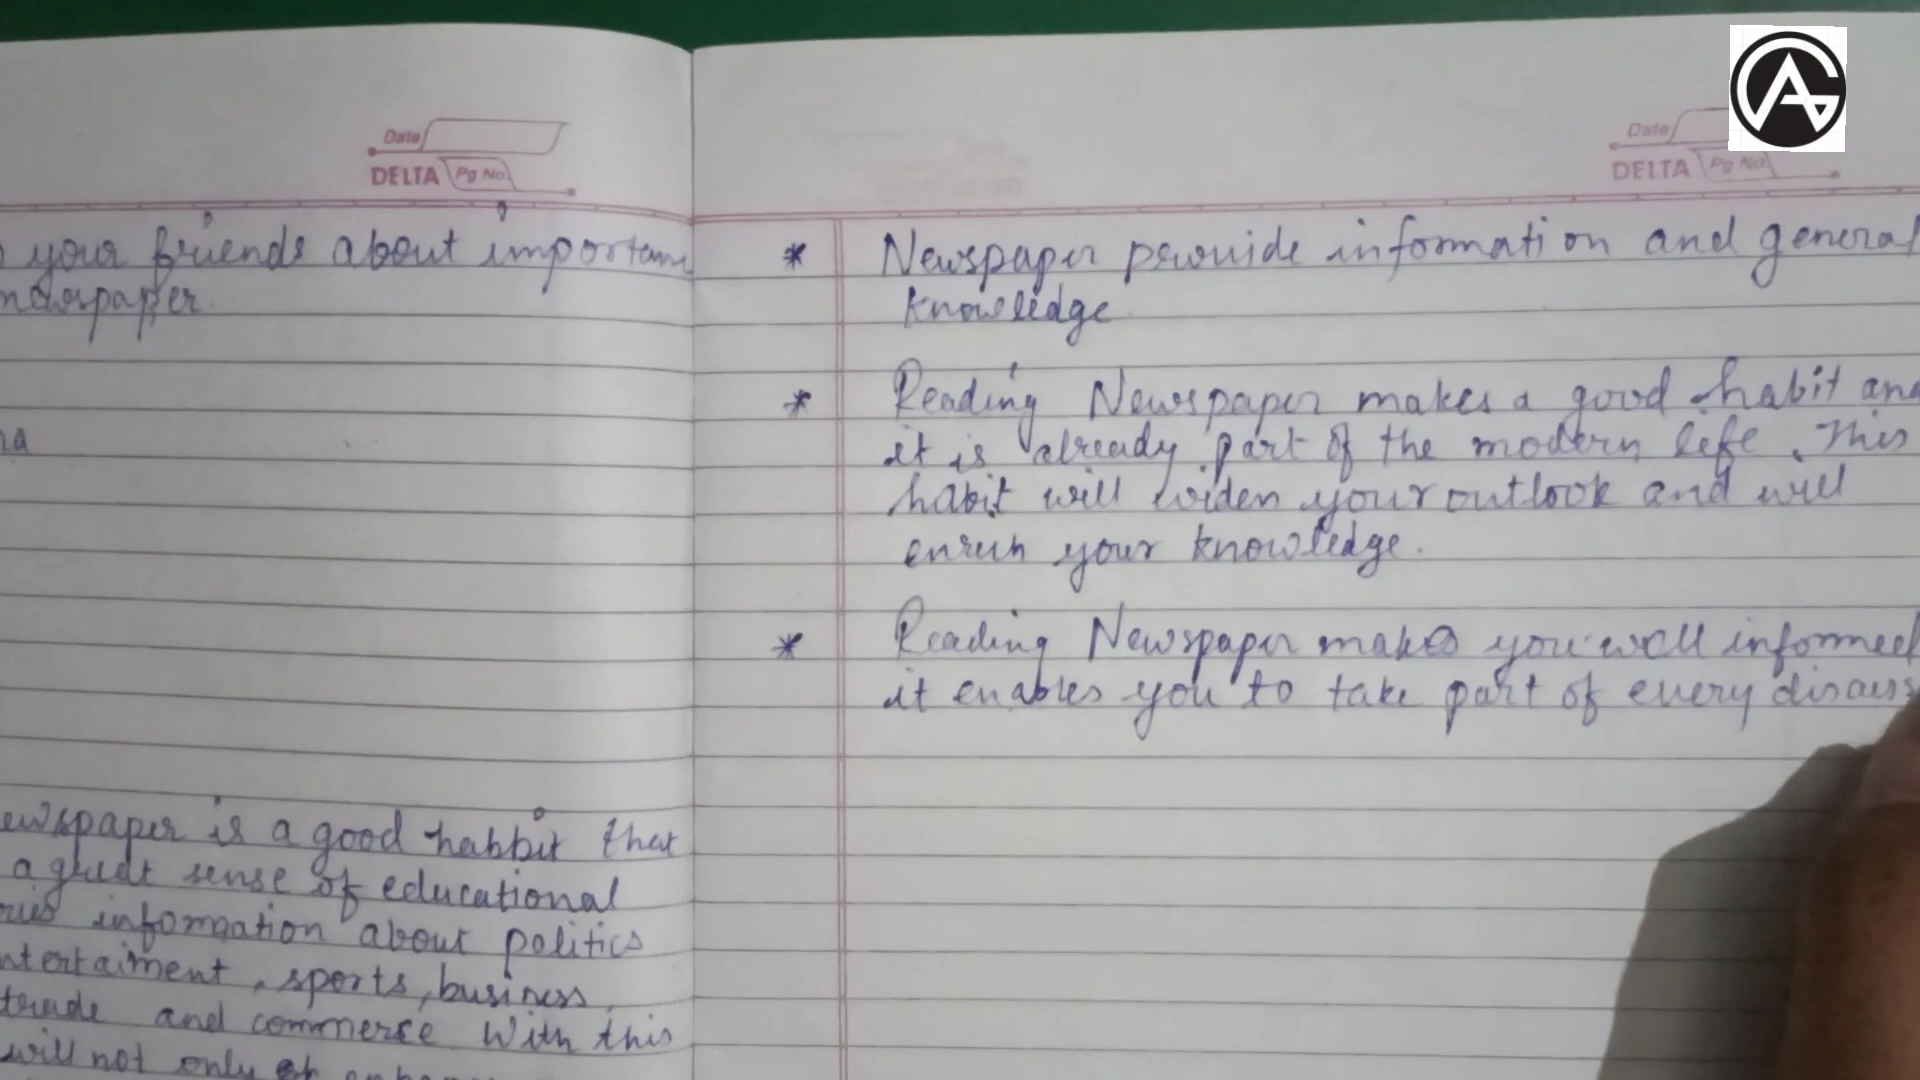 Date
DELTA Pg No.
your friends about importan
newspaper.
ewspaper is a good habbit that
a great sense of educational
ries information about politics
ntertaiment, sports, business,
trade and commerse With this
will not only
Date
DELTA Pg No.
* Newspaper provide information and general
knowledge.
* Reading Newspaper makes a good habit and
it is already part of the modern life. This
habit will widen your outlook and will
enrich your knowledge.
* Reading Newspaper makes you well informed
it enables you to take part of every discuss